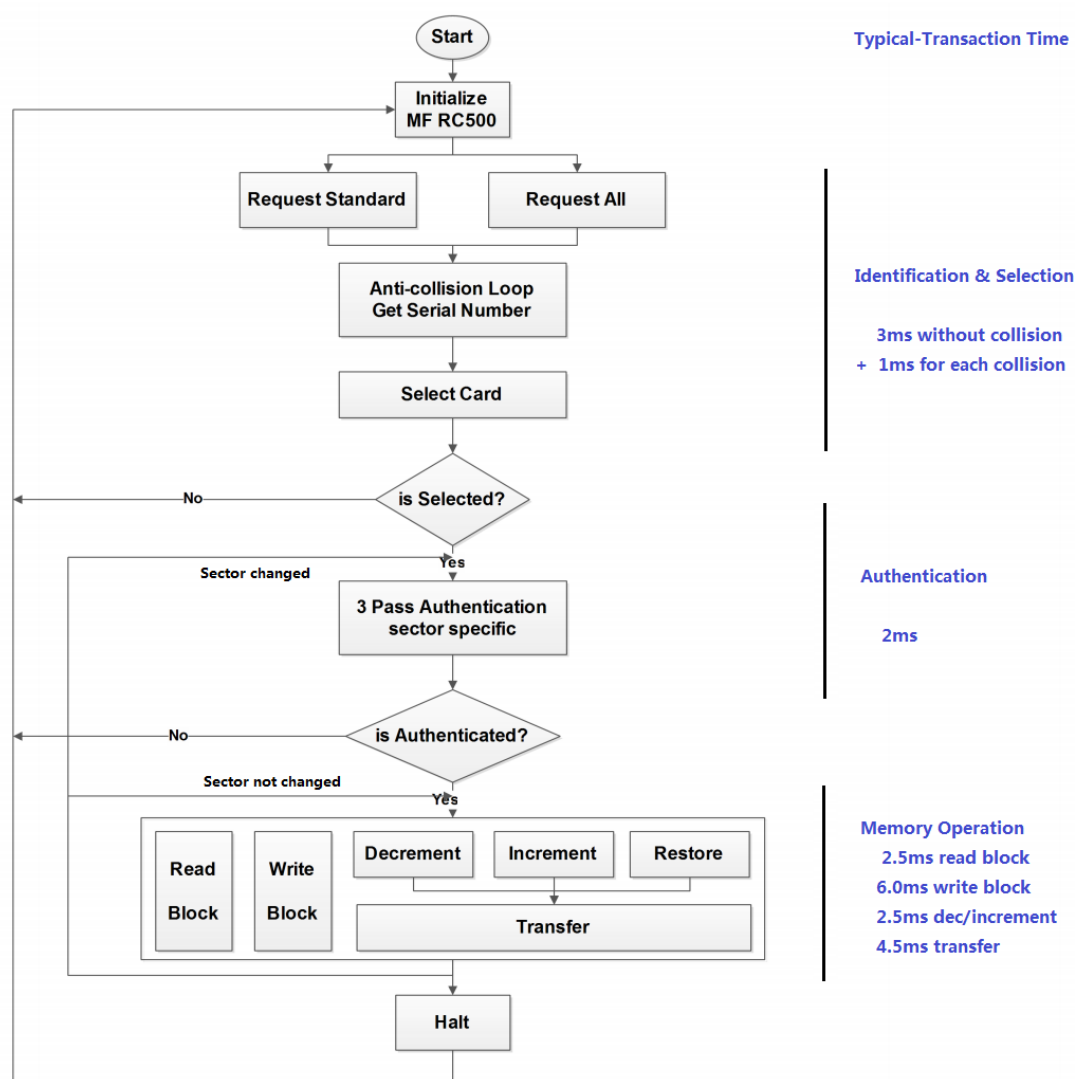 Start
Typical-Transaction Time
Initialize
MF RC500
Request Standard
Request All
Identification & Selection
Anti-collision Loop
Get Serial Number
3ms without collision
+ 1ms for each collision
Select Card
is Selected?
No
Yes
Sector changed
Authentication
3 Pass Authentication
sector specific
2ms
is Authenticated?
No
Sector not changed
Yes
Memory Operation
2.5ms read block
6.0ms write block
2.5ms dec/increment
4.5ms transfer
Read
Block
Write
Block
Decrement
Increment
Restore
Transfer
Halt